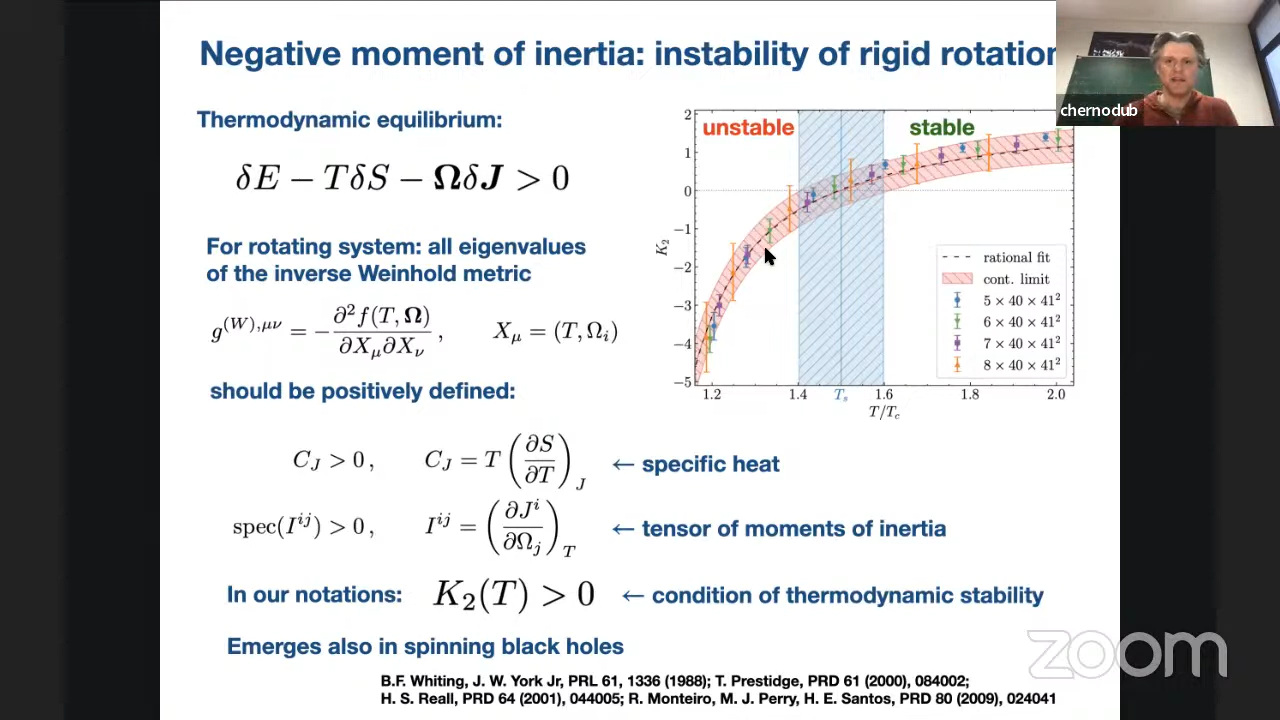 Negative moment of inertia: instability of rigid rotation
chernodub
Thermodynamic equilibrium:
δE − TδS − ΩδJ > 0
For rotating system: all eigenvalues
of the inverse Weinhold metric
g^{(W),μν} = − ∂²f(T, Ω) / ∂X_μ∂X_ν , X_μ = (T, Ω_i)
should be positively defined:
C_J > 0 , C_J = T (∂S/∂T)_J ← specific heat
spec(I^{ij}) > 0 , I^{ij} = (∂J^i/∂Ω_j)_T ← tensor of moments of inertia
In our notations: K₂(T) > 0 ← condition of thermodynamic stability
Emerges also in spinning black holes
B.F. Whiting, J. W. York Jr, PRL 61, 1336 (1988); T. Prestidge, PRD 61 (2000), 084002;
H. S. Reall, PRD 64 (2001), 044005; R. Monteiro, M. J. Perry, H. E. Santos, PRD 80 (2009), 024041
unstable stable
2
1
0
−1
−2
−3
−4
−5
K₂
1.2 1.4 T_s 1.6 1.8 2.0
T/T_c
rational fit
cont. limit
5 × 40 × 41²
6 × 40 × 41²
7 × 40 × 41²
8 × 40 × 41²
zoom